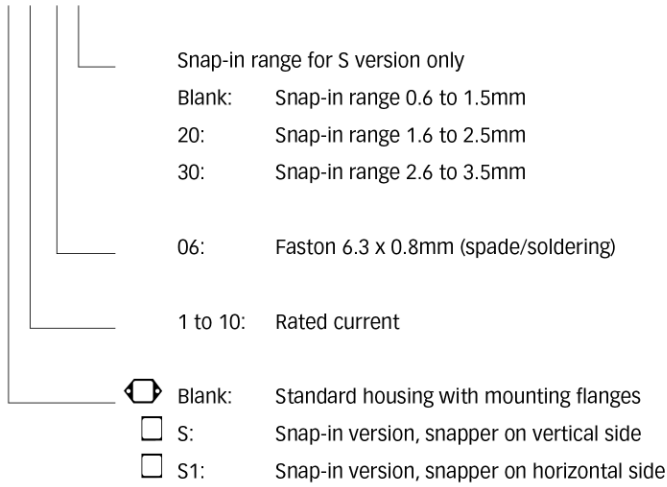 Snap-in range for S version only
Blank: Snap-in range 0.6 to 1.5mm
20: Snap-in range 1.6 to 2.5mm
30: Snap-in range 2.6 to 3.5mm
06: Faston 6.3 x 0.8mm (spade/soldering)
1 to 10: Rated current
Blank: Standard housing with mounting flanges
S: Snap-in version, snapper on vertical side
S1: Snap-in version, snapper on horizontal side